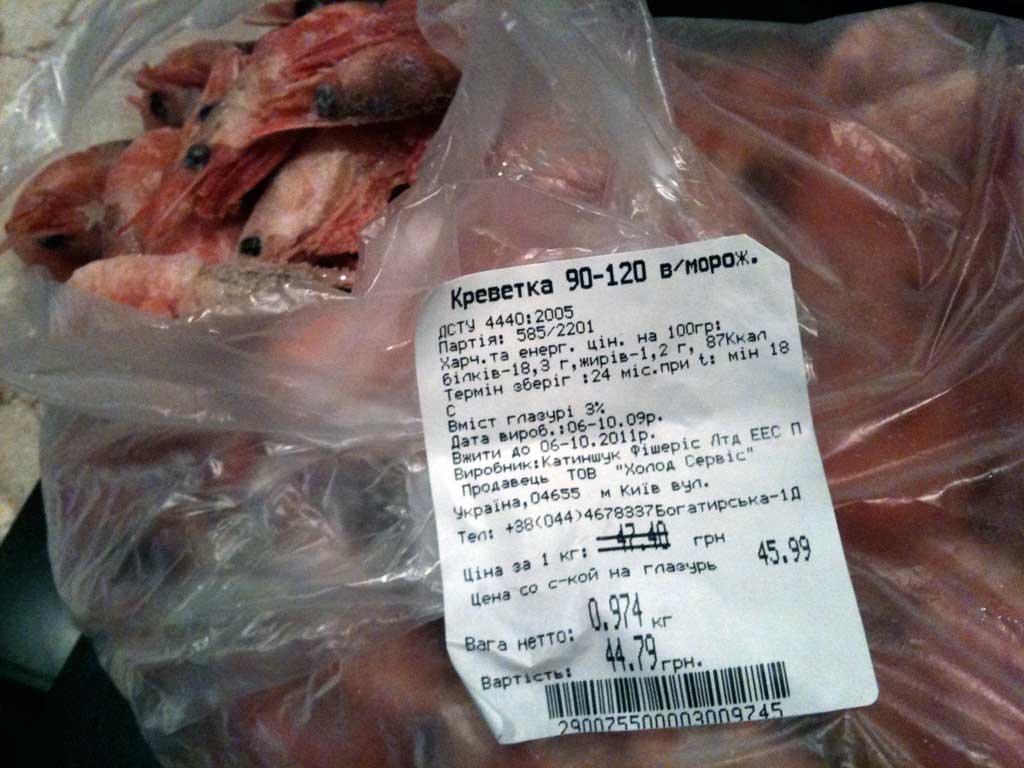 Креветка 90-120 в/морож.
ДСТУ 4440:2005
Партія: 585/2201
Харч.та енерг. цін. на 100гр:
білків-18,3 г,жирів-1,2 г, 87Ккал
Термін зберіг :24 міс.при t: мін 18
С
Вміст глазурі 3%
Дата вироб.:06-10.09р.
Вжити до 06-10.2011р.
Виробник:Катиншук Фішеріс Лтд ЕЕС П
Продавець ТОВ "Холод Сервіс"
Україна,04655 м Київ вул.
Тел: +38(044)4678337Богатирська-1Д
Ціна за 1 кг: 47.40 грн
Цена со с-кой на глазурь 45.99
Вага нетто: 0.974 кг
Вартість: 44.79 грн.
290075500003009745